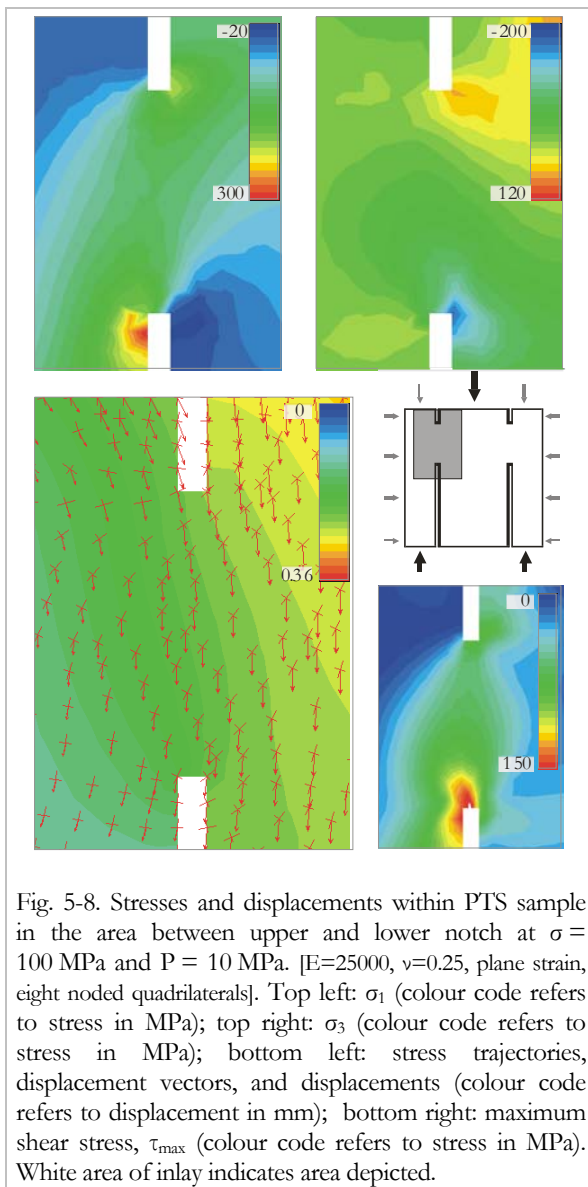 -20
300
-200
120
0
0.36
0
150
Fig. 5-8. Stresses and displacements within PTS sample
in the area between upper and lower notch at σ =
100 MPa and P = 10 MPa. [E=25000, ν=0.25, plane strain,
eight noded quadrilaterals]. Top left: σ₁ (colour code refers
to stress in MPa); top right: σ₃ (colour code refers to
stress in MPa); bottom left: stress trajectories,
displacement vectors, and displacements (colour code
refers to displacement in mm); bottom right: maximum
shear stress, τmax (colour code refers to stress in MPa).
White area of inlay indicates area depicted.